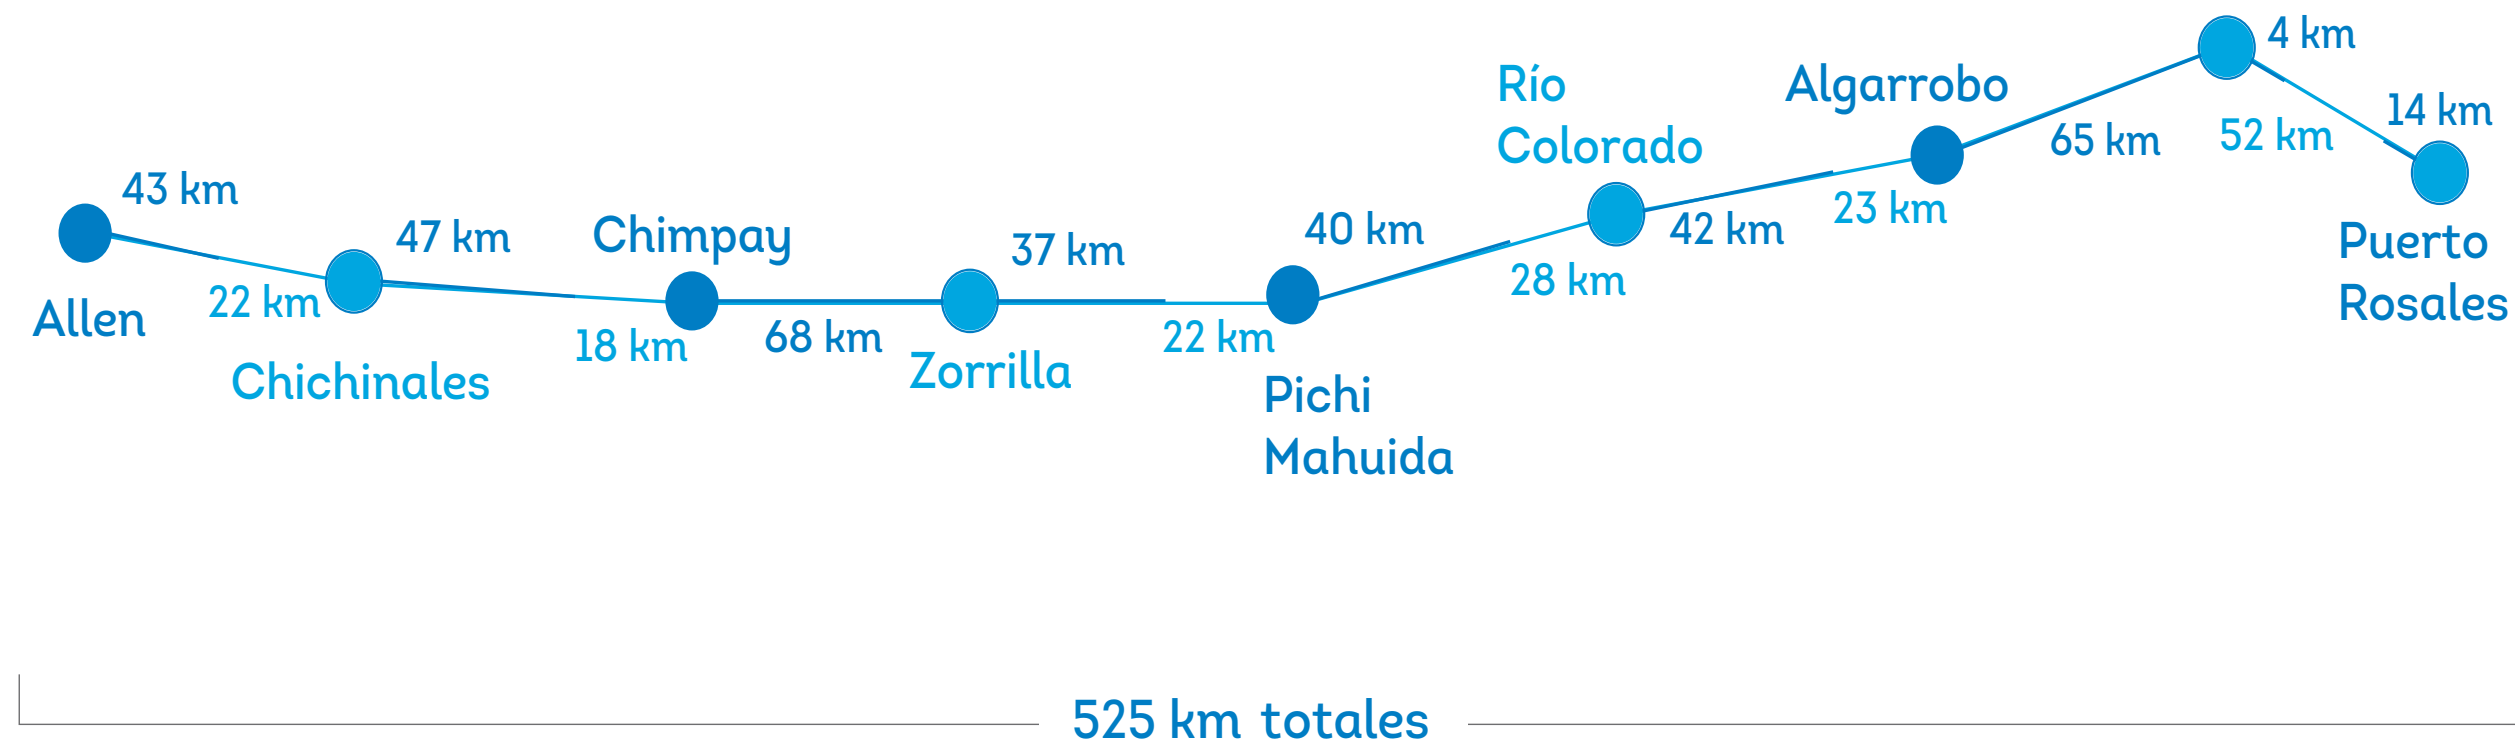 4 km
Río
Colorado
Algarrobo
14 km
65 km
52 km
43 km
47 km
Chimpay
37 km
40 km
42 km
23 km
Puerto
Rosales
Allen
22 km
28 km
18 km
68 km
Zorrilla
22 km
Chichinales
Pichi
Mahuida
525 km totales